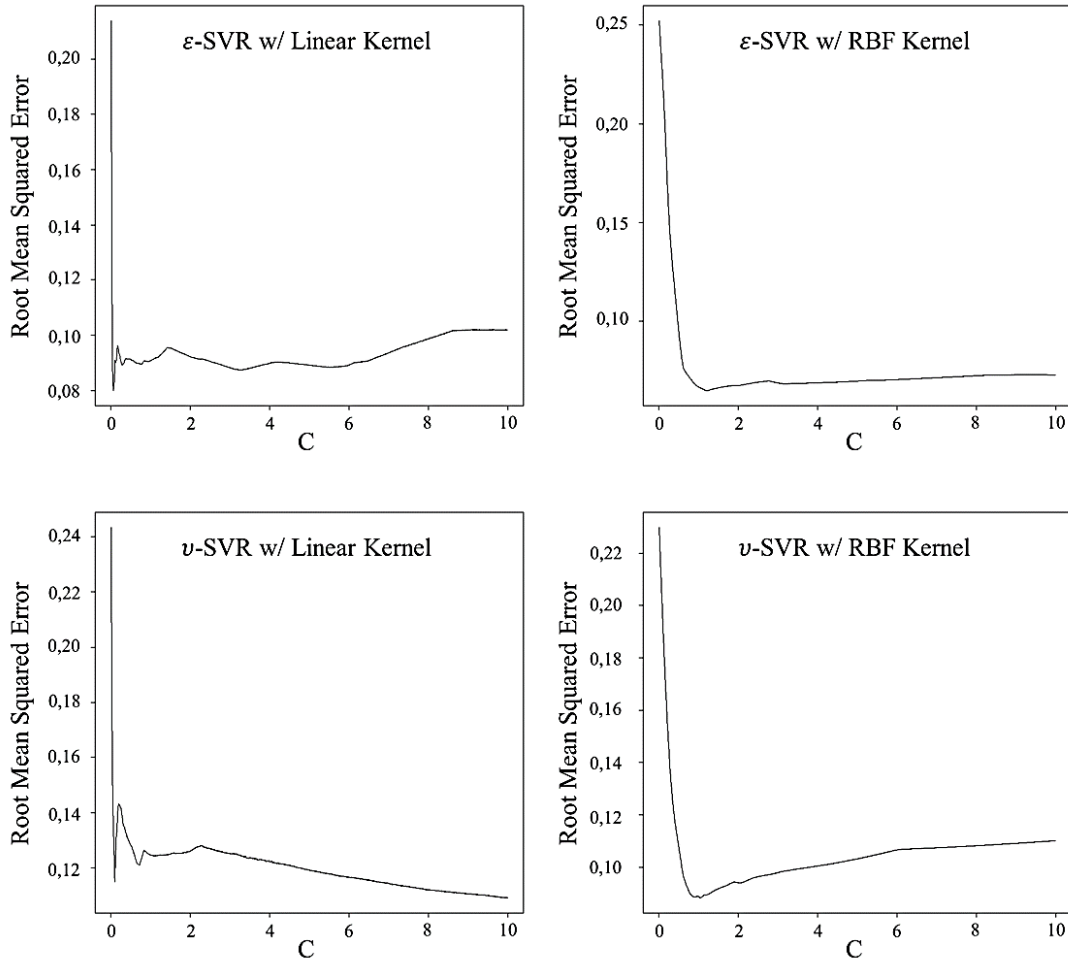 ε-SVR w/ Linear Kernel
Root Mean Squared Error
0,20
0,18
0,16
0,14
0,12
0,10
0,08
0 2 4 6 8 10
C
ε-SVR w/ RBF Kernel
Root Mean Squared Error
0,25
0,20
0,15
0,10
0 2 4 6 8 10
C
υ-SVR w/ Linear Kernel
Root Mean Squared Error
0,24
0,22
0,20
0,18
0,16
0,14
0,12
0 2 4 6 8 10
C
υ-SVR w/ RBF Kernel
Root Mean Squared Error
0,22
0,20
0,18
0,16
0,14
0,12
0,10
0 2 4 6 8 10
C